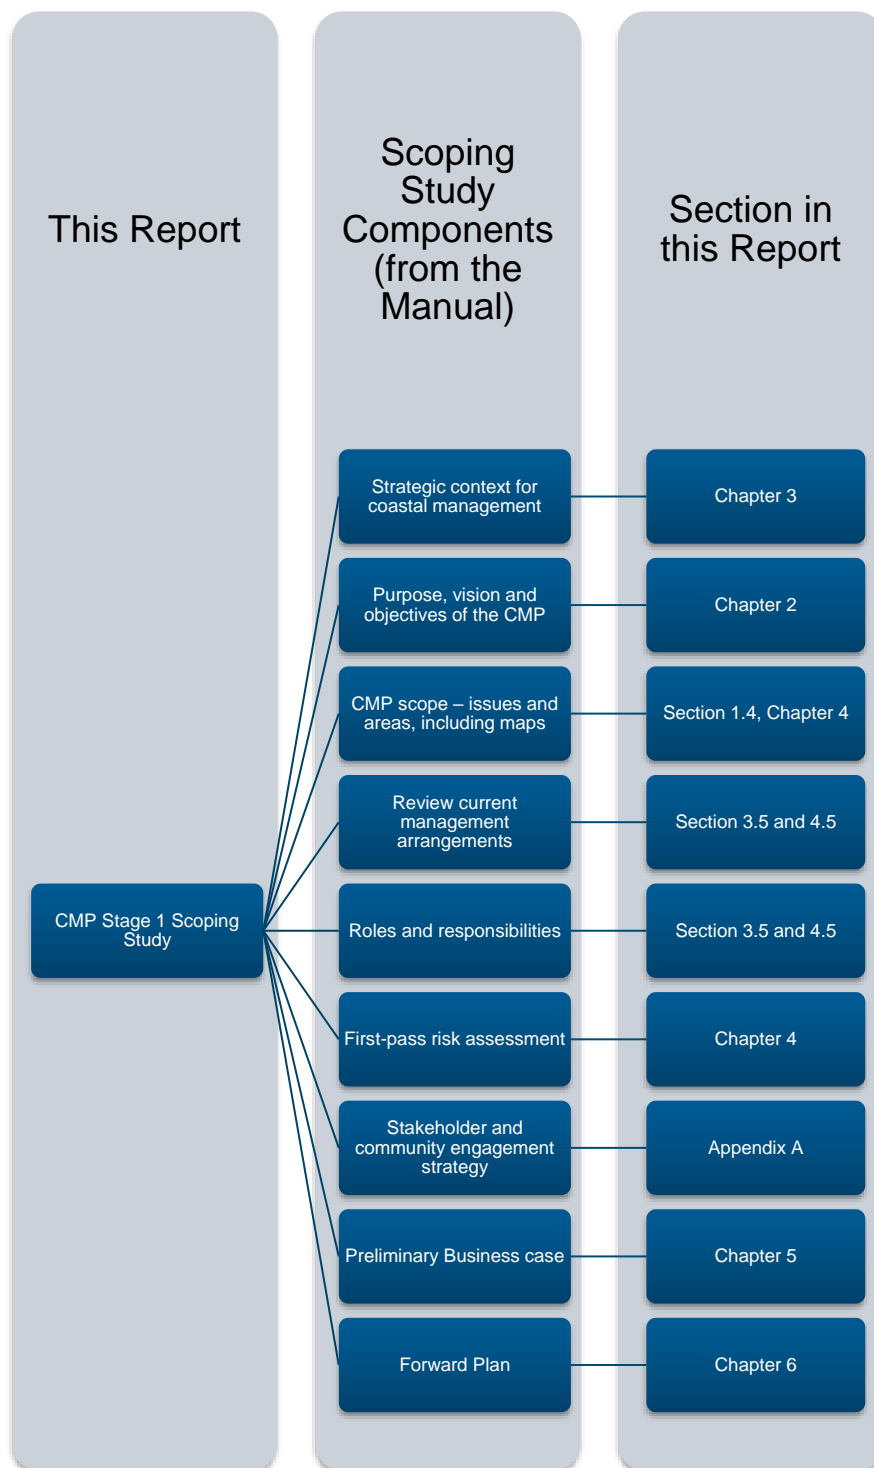 This Report
Scoping
Study
Components
(from the
Manual)
Section in
this Report
CMP Stage 1 Scoping
Study
Strategic context for
coastal management
Chapter 3
Purpose, vision and
objectives of the CMP
Chapter 2
CMP scope – issues and
areas, including maps
Section 1.4, Chapter 4
Review current
management
arrangements
Section 3.5 and 4.5
Roles and responsibilities
Section 3.5 and 4.5
First-pass risk assessment
Chapter 4
Stakeholder and
community engagement
strategy
Appendix A
Preliminary Business case
Chapter 5
Forward Plan
Chapter 6